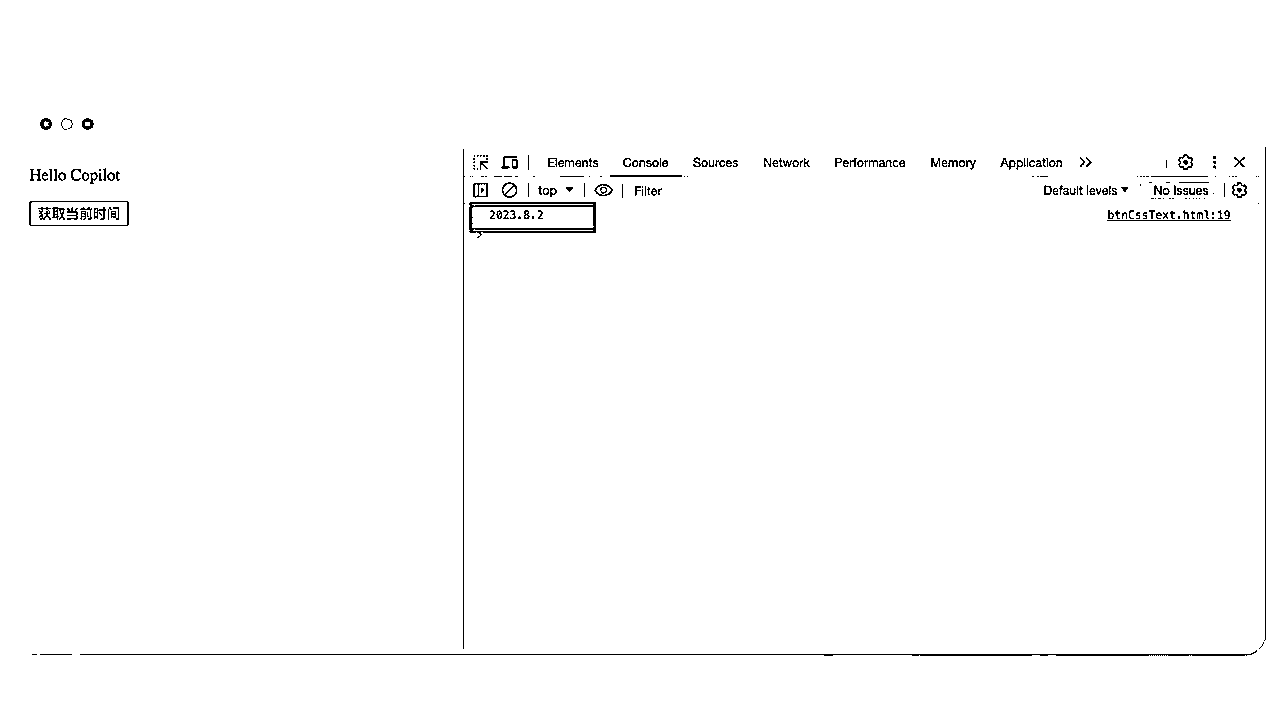 Hello Copilot
获取当前时间
Elements Console Sources Network Performance Memory Application
top Filter Default levels No Issues
2023.8.2 btnCssText.html:19